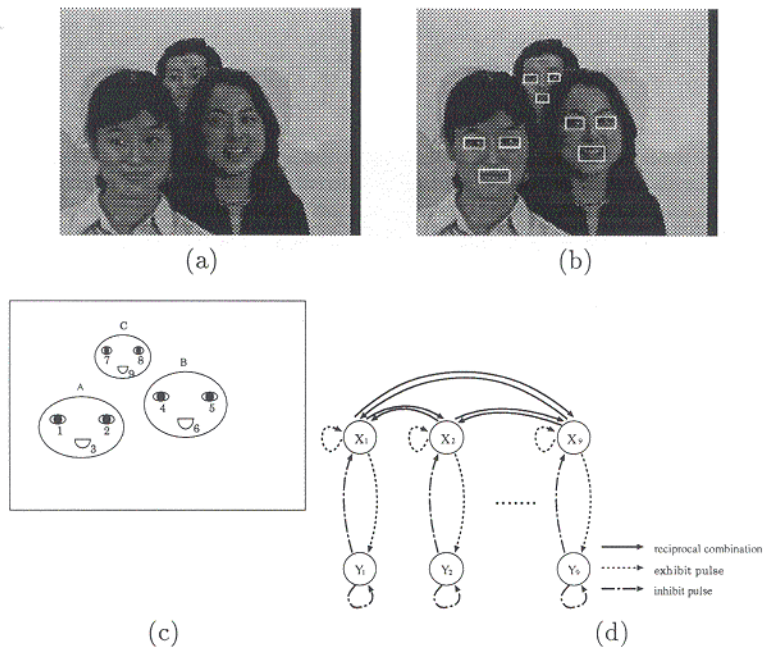 (a)
(b)
C
7 8
9
B
A
4 5
6
1 2
3
X1 X2 X9
.......
Y1 Y2 Y9
reciprocal combination
exhibit pulse
inhibit pulse
(c)
(d)